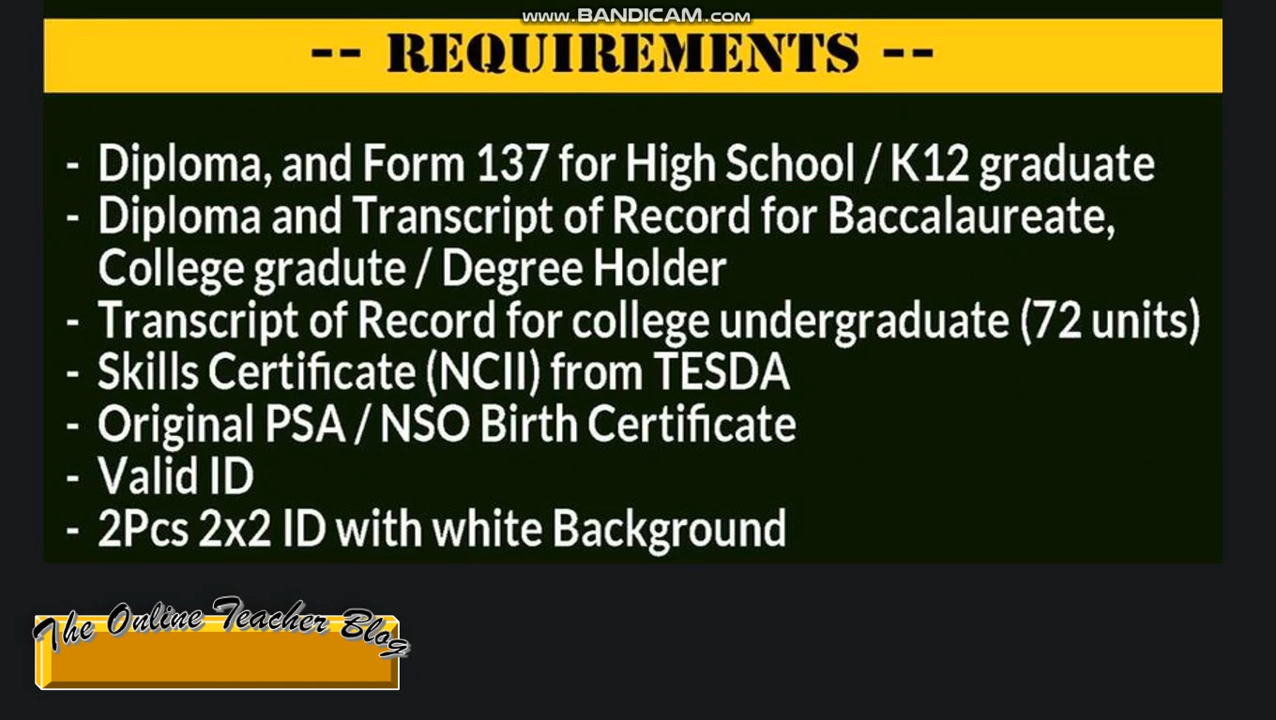 www.BANDICAM.com
-- REQUIREMENTS --
- Diploma, and Form 137 for High School / K12 graduate
- Diploma and Transcript of Record for Baccalaureate,
College gradute / Degree Holder
- Transcript of Record for college undergraduate (72 units)
- Skills Certificate (NCII) from TESDA
- Original PSA / NSO Birth Certificate
- Valid ID
- 2Pcs 2x2 ID with white Background
The Online Teacher Blog